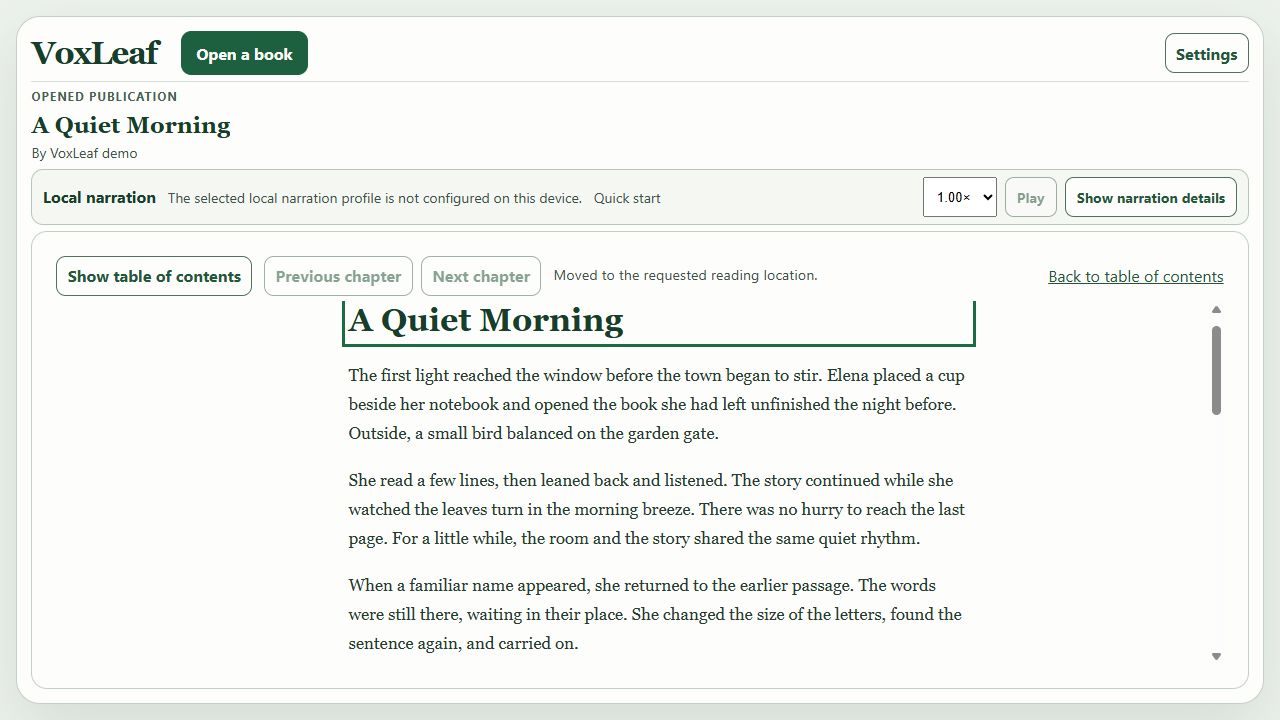 VoxLeaf
Open a book
Settings
OPENED PUBLICATION
A Quiet Morning
By VoxLeaf demo
Local narration The selected local narration profile is not configured on this device. Quick start 1.00× Play Show narration details
Show table of contents Previous chapter Next chapter Moved to the requested reading location. Back to table of contents
A Quiet Morning
The first light reached the window before the town began to stir. Elena placed a cup
beside her notebook and opened the book she had left unfinished the night before.
Outside, a small bird balanced on the garden gate.
She read a few lines, then leaned back and listened. The story continued while she
watched the leaves turn in the morning breeze. There was no hurry to reach the last
page. For a little while, the room and the story shared the same quiet rhythm.
When a familiar name appeared, she returned to the earlier passage. The words
were still there, waiting in their place. She changed the size of the letters, found the
sentence again, and carried on.